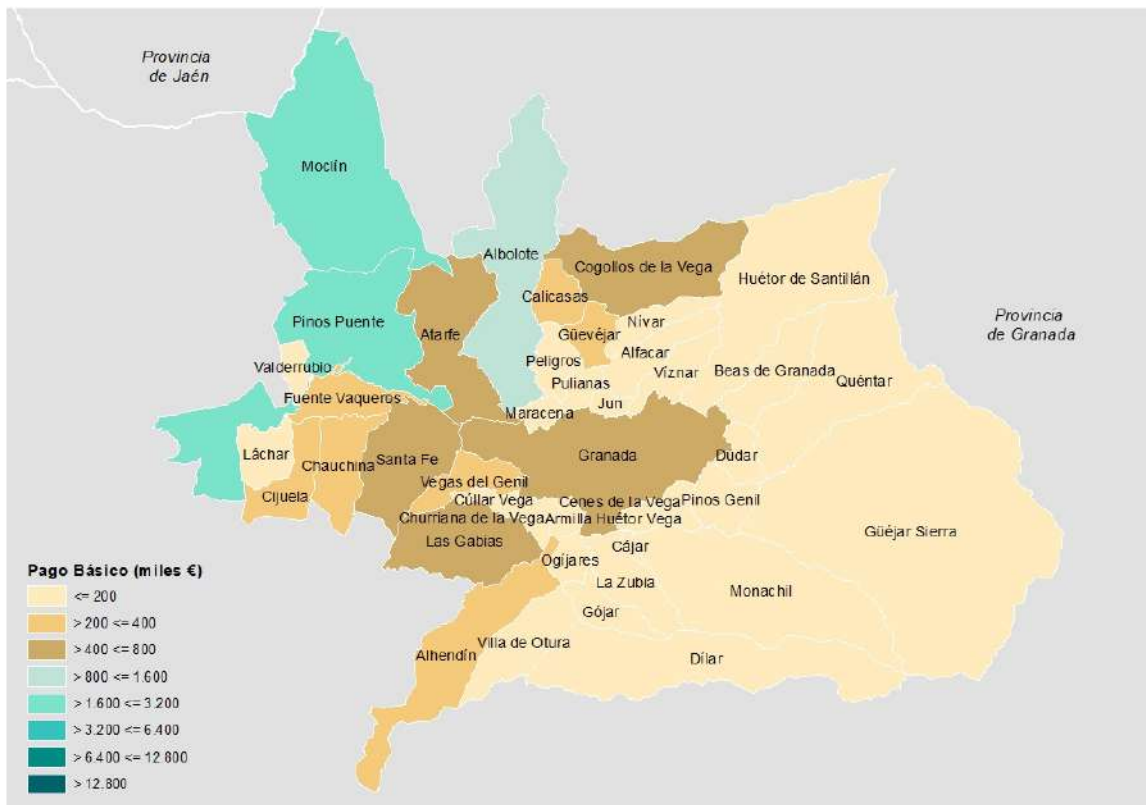 Provincia
de Jaén
Moclín
Albolote
Cogollos de la Vega
Huétor de Santillán
Calicasas
Provincia
de Granada
Pinos Puente
Atarfe
Güevéjar
Nívar
Alfacar
Peligros
Víznar
Beas de Granada
Quéntar
Valderrubio
Pulianas
Fuente Vaqueros
Jun
Maracena
Láchar
Chauchina
Santa Fe
Granada
Dúdar
Vegas del Genil
Cijuela
Cúllar Vega
Cenes de la Vega
Pinos Genil
Churriana de la Vega
Armilla
Huétor Vega
Las Gabias
Güéjar Sierra
Ogíjares
Cájar
La Zubia
Monachil
Gójar
Villa de Otura
Alhendín
Dílar
Pago Básico (miles €)
<= 200
> 200 <= 400
> 400 <= 800
> 800 <= 1.600
> 1.600 <= 3.200
> 3.200 <= 6.400
> 6.400 <= 12.800
> 12.800